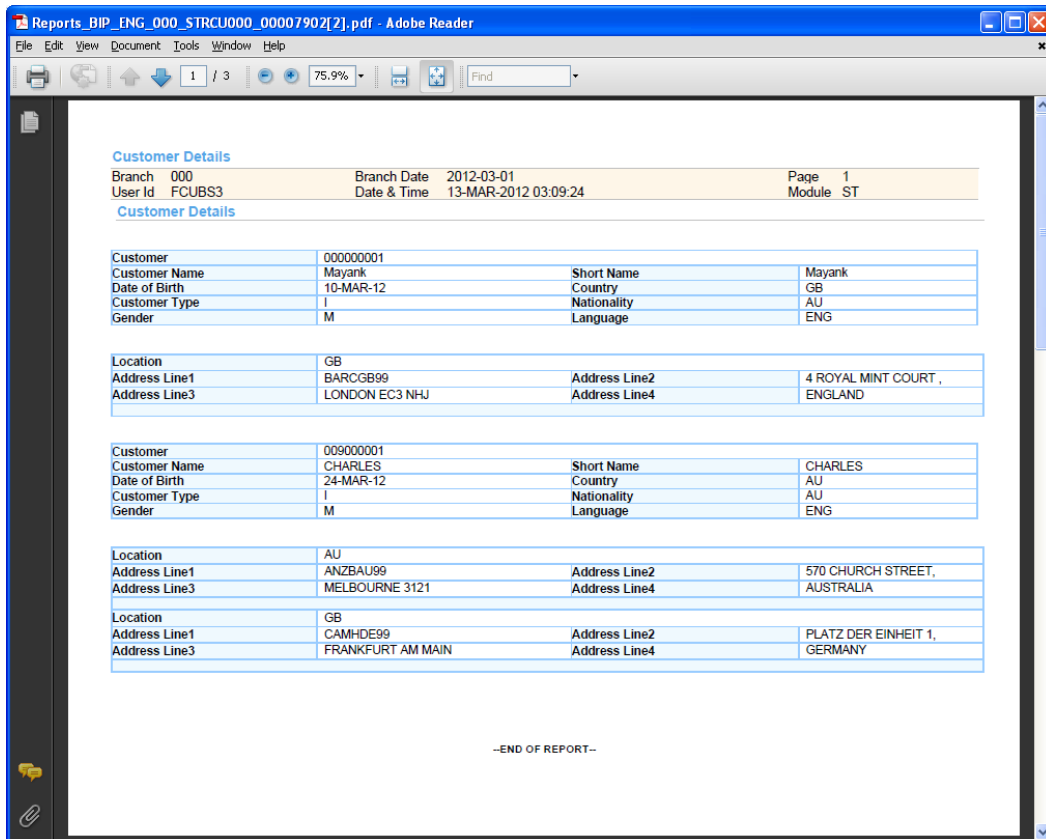 Reports_BIP_ENG_000_STRCU000_00007902[2].pdf - Adobe Reader
File Edit View Document Tools Window Help
1 / 3 75.9% Find
Customer Details
Branch 000 Branch Date 2012-03-01 Page 1
User Id FCUBS3 Date & Time 13-MAR-2012 03:09:24 Module ST
Customer Details
Customer 000000001
Customer Name Mayank Short Name Mayank
Date of Birth 10-MAR-12 Country GB
Customer Type I Nationality AU
Gender M Language ENG
Location GB
Address Line1 BARCGB99 Address Line2 4 ROYAL MINT COURT ,
Address Line3 LONDON EC3 NHJ Address Line4 ENGLAND
Customer 009000001
Customer Name CHARLES Short Name CHARLES
Date of Birth 24-MAR-12 Country AU
Customer Type I Nationality AU
Gender M Language ENG
Location AU
Address Line1 ANZBAU99 Address Line2 570 CHURCH STREET,
Address Line3 MELBOURNE 3121 Address Line4 AUSTRALIA
Location GB
Address Line1 CAMHDE99 Address Line2 PLATZ DER EINHEIT 1,
Address Line3 FRANKFURT AM MAIN Address Line4 GERMANY
--END OF REPORT--